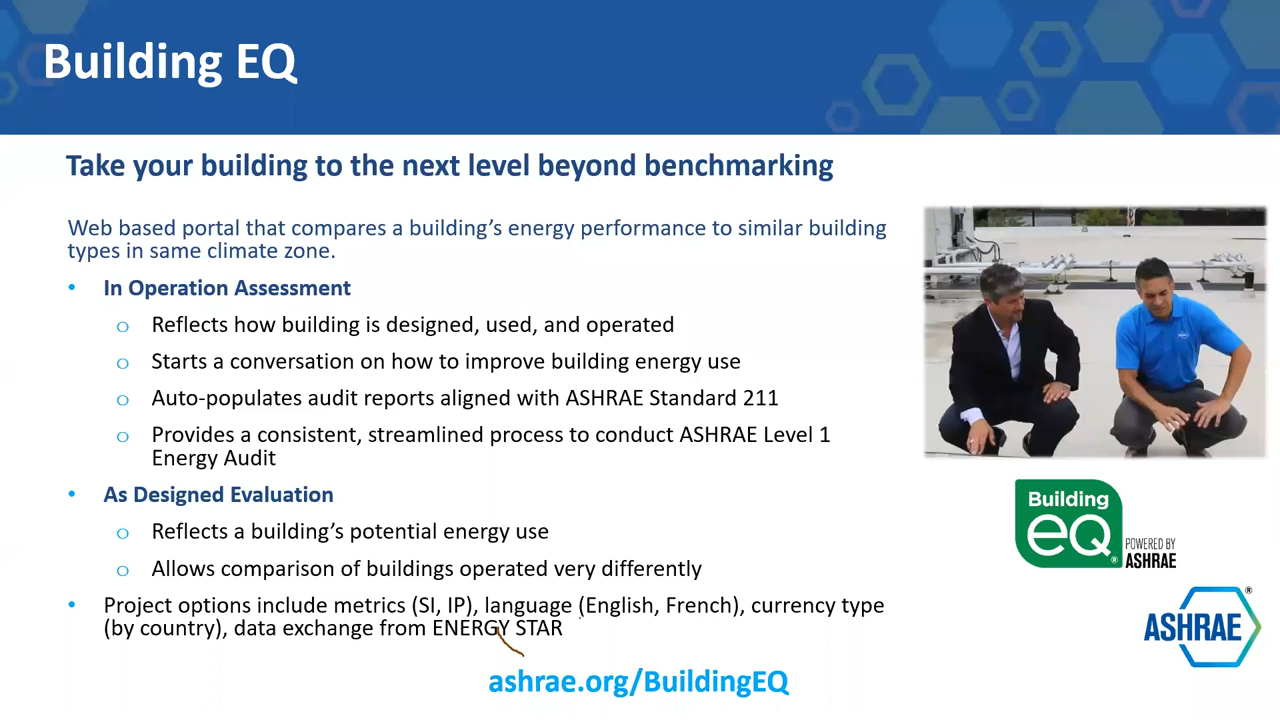 Building EQ
Take your building to the next level beyond benchmarking
Web based portal that compares a building’s energy performance to similar building
types in same climate zone.
• In Operation Assessment
o Reflects how building is designed, used, and operated
o Starts a conversation on how to improve building energy use
o Auto-populates audit reports aligned with ASHRAE Standard 211
o Provides a consistent, streamlined process to conduct ASHRAE Level 1
Energy Audit
• As Designed Evaluation
o Reflects a building’s potential energy use
o Allows comparison of buildings operated very differently
• Project options include metrics (SI, IP), language (English, French), currency type
(by country), data exchange from ENERGY STAR
ashrae.org/BuildingEQ
Building
eQ®
POWERED BY
ASHRAE
ASHRAE®